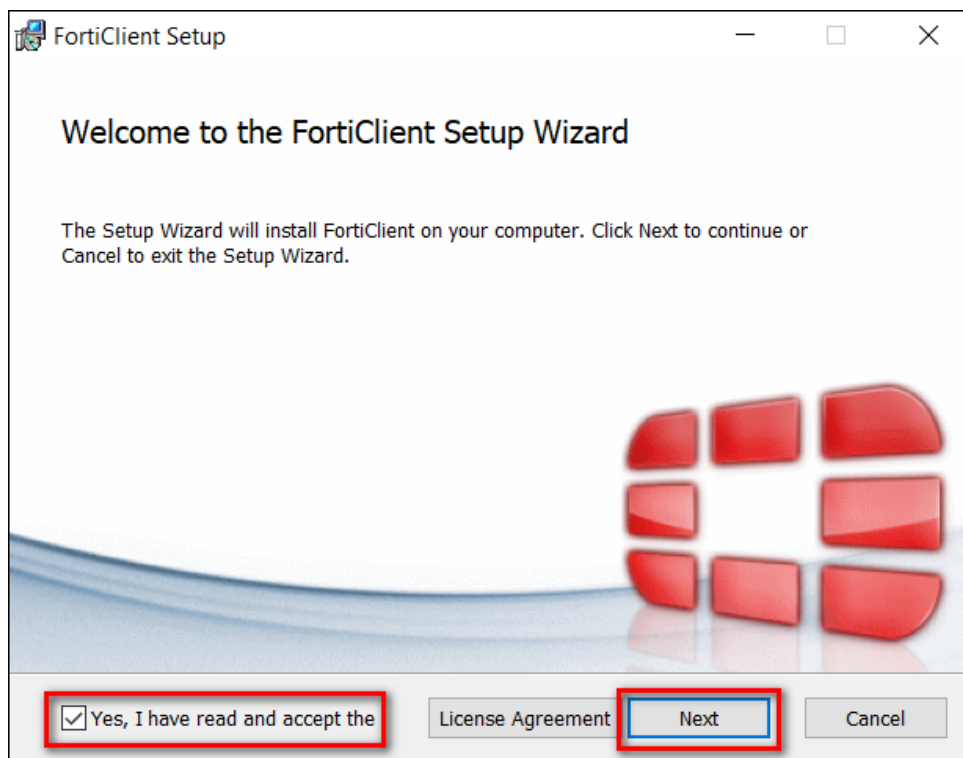 FortiClient Setup
Welcome to the FortiClient Setup Wizard
The Setup Wizard will install FortiClient on your computer. Click Next to continue or
Cancel to exit the Setup Wizard.
Yes, I have read and accept the
License Agreement
Next
Cancel